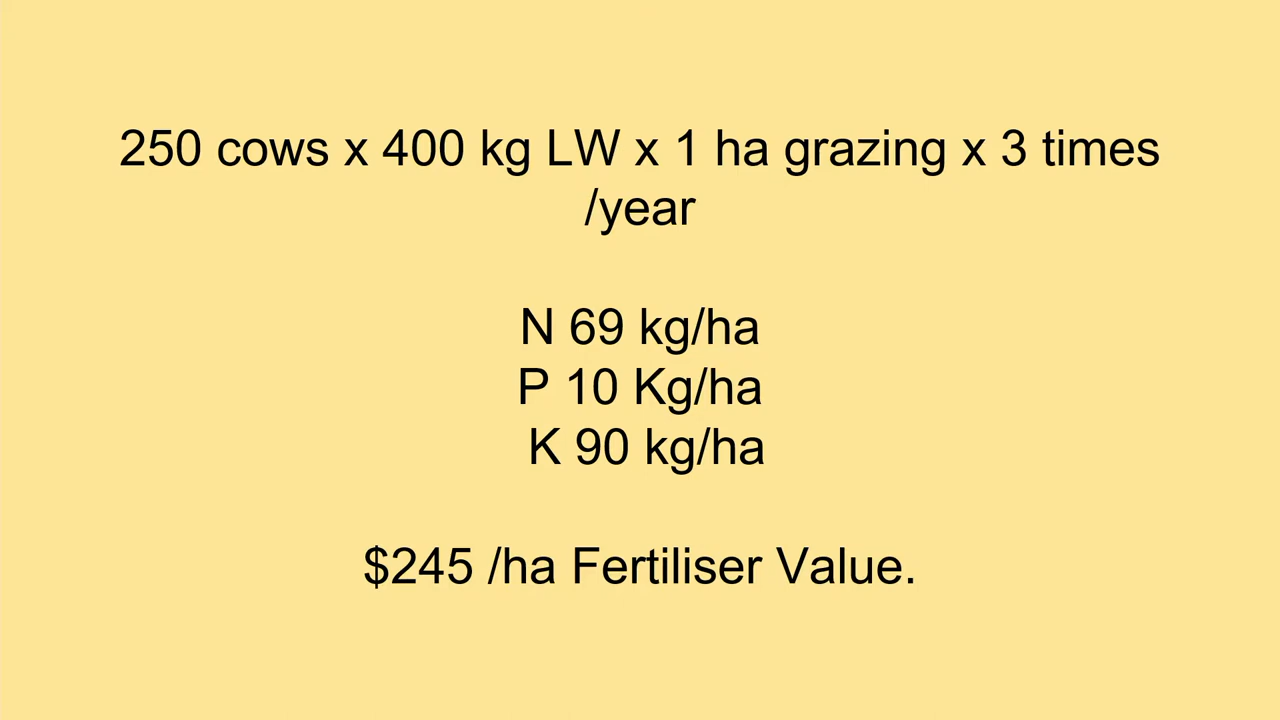 250 cows x 400 kg LW x 1 ha grazing x 3 times
/year
N 69 kg/ha
P 10 Kg/ha
K 90 kg/ha
$245 /ha Fertiliser Value.